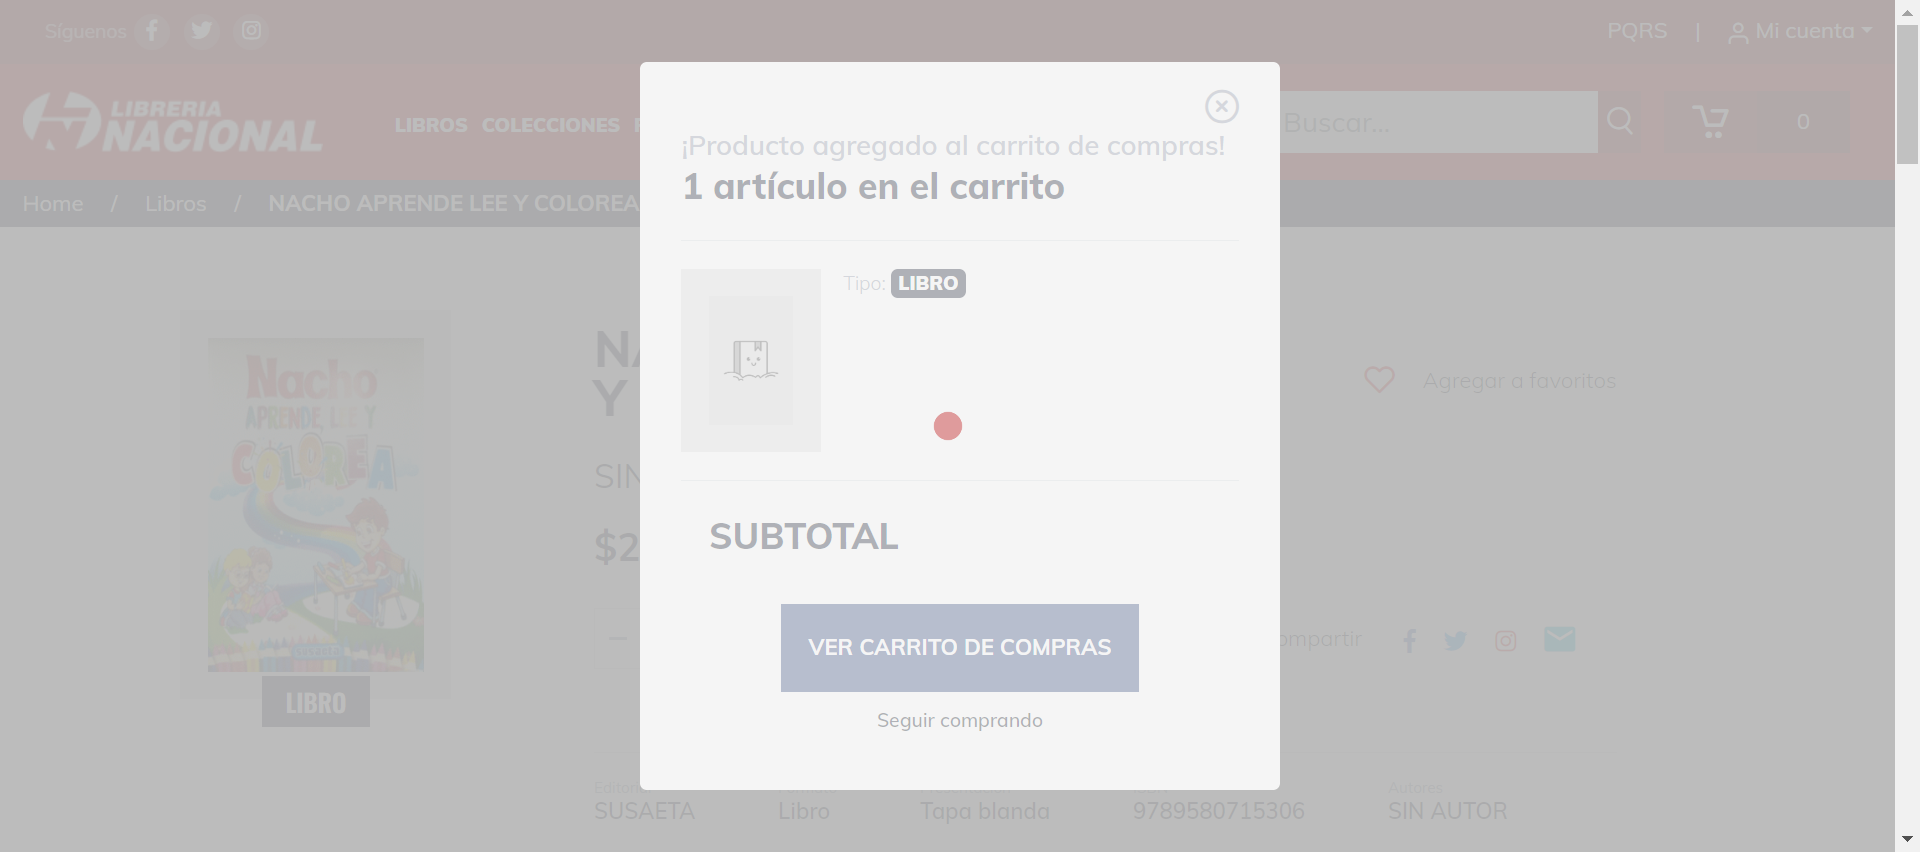 Síguenos
PQRS | Mi cuenta
LIBRERIA
NACIONAL
LIBROS COLECCIONES
Buscar...
0
Home / Libros / NACHO APRENDE LEE Y COLOREA
¡Producto agregado al carrito de compras!
1 artículo en el carrito
Tipo: LIBRO
SUBTOTAL
VER CARRITO DE COMPRAS
Seguir comprando
Nacho
APRENDE, LEE Y
COLOREA
SUSAETA
LIBRO
Y
$2
Agregar a favoritos
Autores
SUSAETA
Libro
Tapa blanda
9789580715306
SIN AUTOR